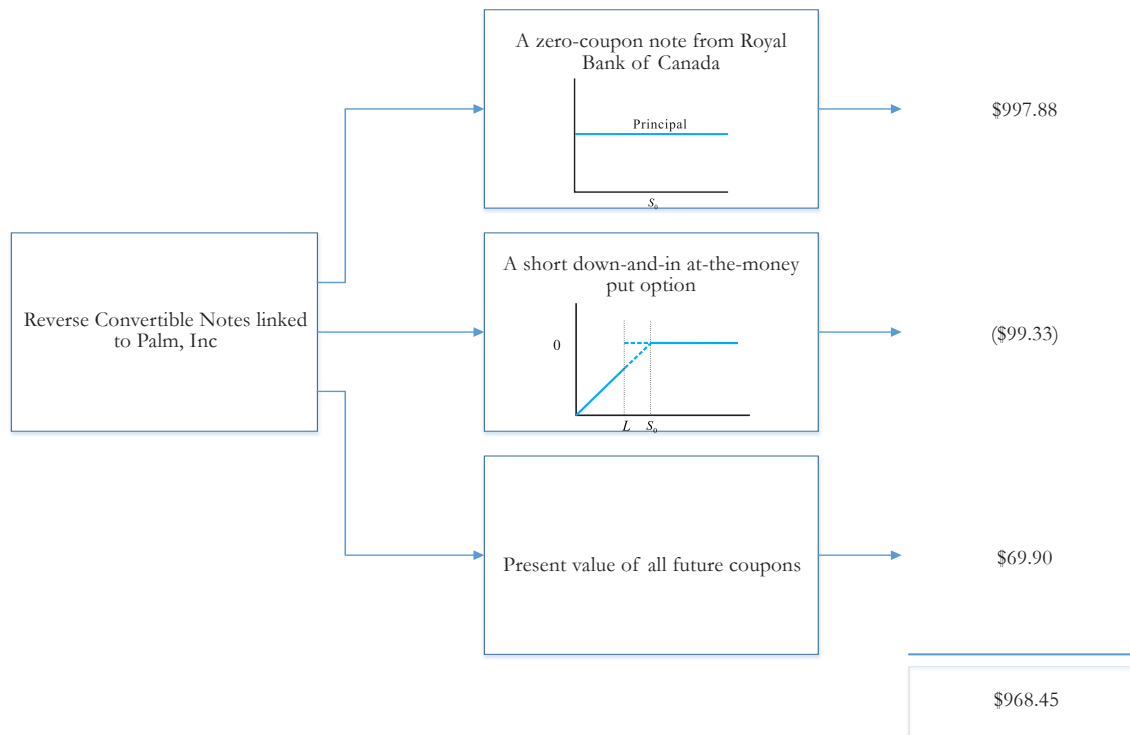 A zero-coupon note from Royal
Bank of Canada
Principal
S₀
$997.88
Reverse Convertible Notes linked
to Palm, Inc
A short down-and-in at-the-money
put option
0
L S₀
($99.33)
Present value of all future coupons
$69.90
$968.45